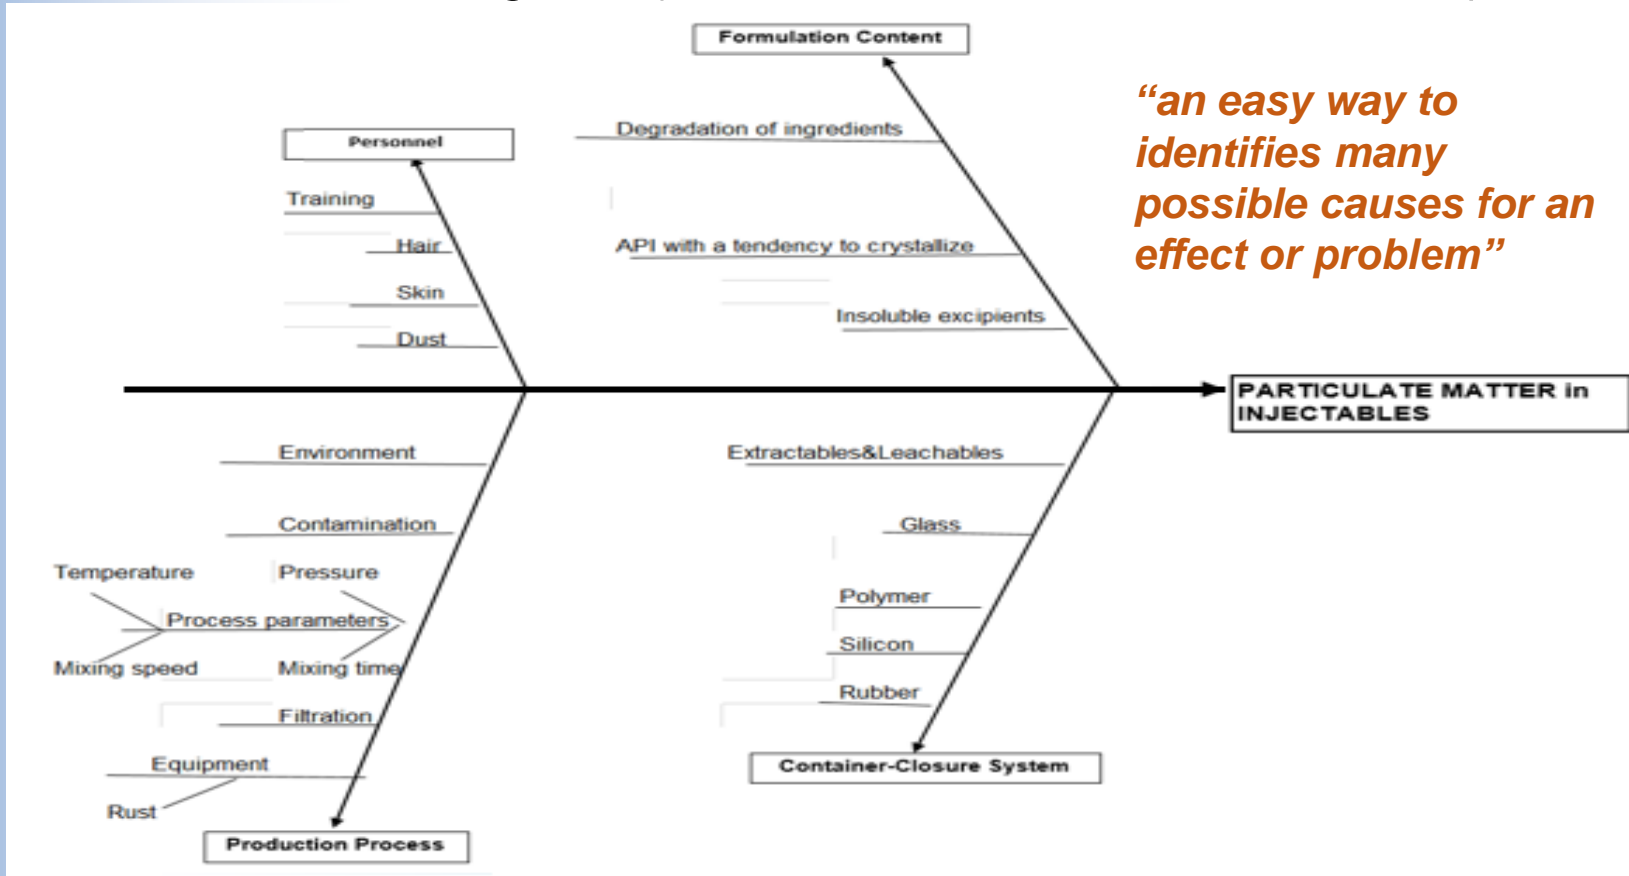 Formulation Content
Personnel
Degradation of ingredients
API with a tendency to crystallize
Insoluble excipients
Training
Hair
Skin
Dust
“an easy way to
identifies many
possible causes for an
effect or problem”
PARTICULATE MATTER in
INJECTABLES
Environment
Contamination
Temperature
Pressure
Process parameters
Mixing speed
Mixing time
Filtration
Equipment
Rust
Production Process
Extractables&Leachables
Glass
Polymer
Silicon
Rubber
Container-Closure System